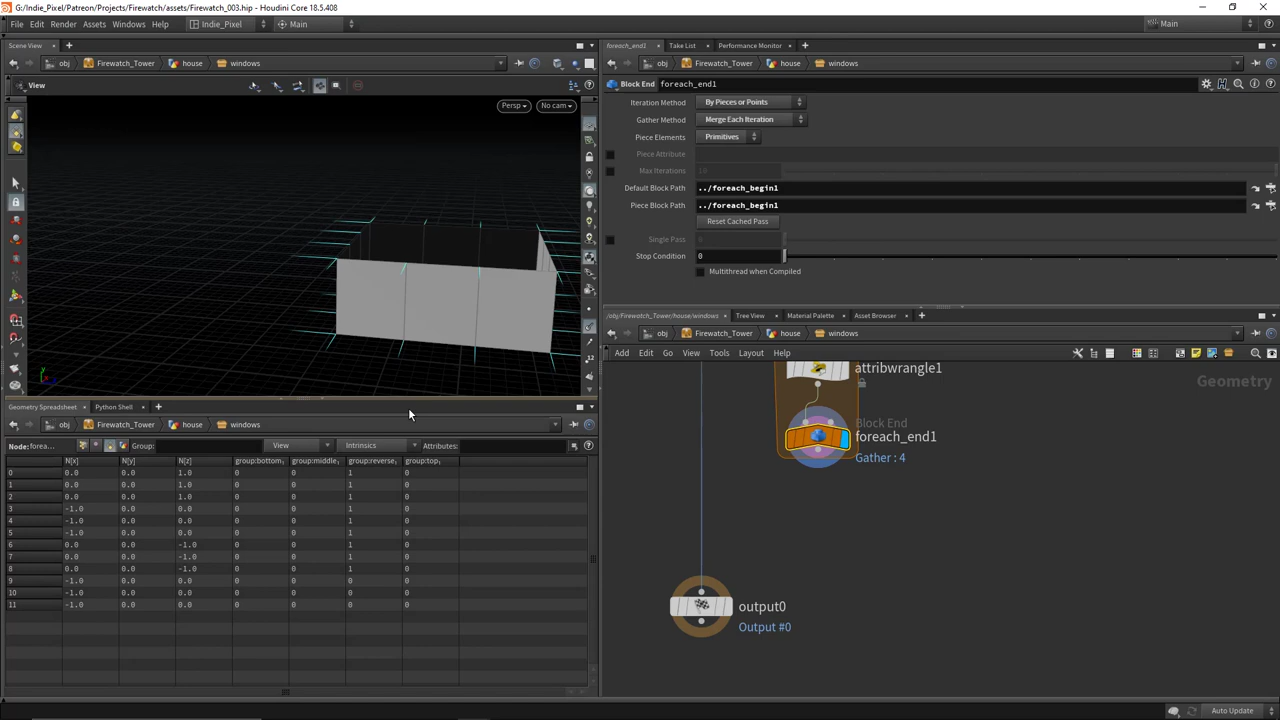 G:/Indie_Pixel/Patreon/Projects/Firewatch/assets/Firewatch_003.hip - Houdini Core 18.5.408
File Edit Render Assets Windows Help Indie_Pixel Main Main
Scene View
obj Firewatch_Tower house windows
View
Persp No cam
foreach_end1 Take List Performance Monitor
obj Firewatch_Tower house windows
Block End foreach_end1
Iteration Method By Pieces or Points
Gather Method Merge Each Iteration
Piece Elements Primitives
Piece Attribute
Max Iterations 10
Default Block Path ../foreach_begin1
Piece Block Path ../foreach_begin1
Reset Cached Pass
Single Pass 0
Stop Condition 0
Multithread when Compiled
/obj/Firewatch_Tower/house/windows Tree View Material Palette Asset Browser
obj Firewatch_Tower house windows
Add Edit Go View Tools Layout Help
Geometry
attribwrangle1
Block End
foreach_end1
Gather : 4
output0
Output #0
Geometry Spreadsheet Python Shell
obj Firewatch_Tower house windows
Node: forea... Group: View Intrinsics Attributes:
N[x] N[y] N[z] group:bottom group:middle group:reverse group:top
0 0.0 0.0 1.0 0 0 1 0
1 0.0 0.0 1.0 0 0 1 0
2 0.0 0.0 1.0 0 0 1 0
3 -1.0 0.0 0.0 0 0 1 0
4 -1.0 0.0 0.0 0 0 1 0
5 -1.0 0.0 0.0 0 0 1 0
6 0.0 0.0 -1.0 0 0 1 0
7 0.0 0.0 -1.0 0 0 1 0
8 0.0 0.0 -1.0 0 0 1 0
9 -1.0 0.0 0.0 0 0 0 0
10 -1.0 0.0 0.0 0 0 0 0
11 -1.0 0.0 0.0 0 0 0 0
Auto Update